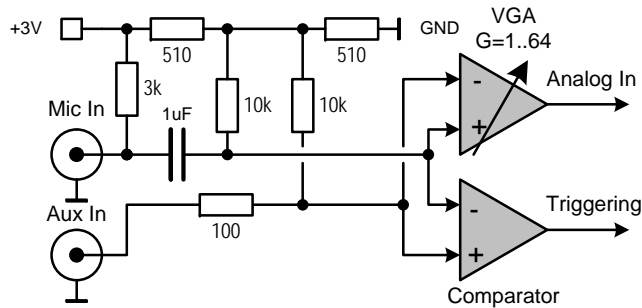 +3V
510
510
GND
VGA
G=1..64
3k
10k
10k
Analog In
Mic In
1uF
-
+
Aux In
100
-
+
Triggering
Comparator